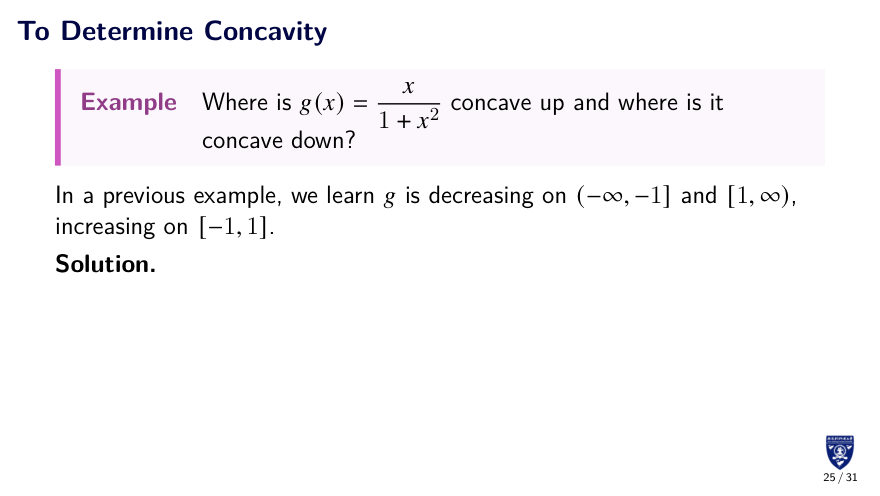 To Determine Concavity
Example Where is g(x) = x / (1 + x²) concave up and where is it
concave down?
In a previous example, we learn g is decreasing on (−∞, −1] and [1, ∞),
increasing on [−1, 1].
Solution.
25 / 31